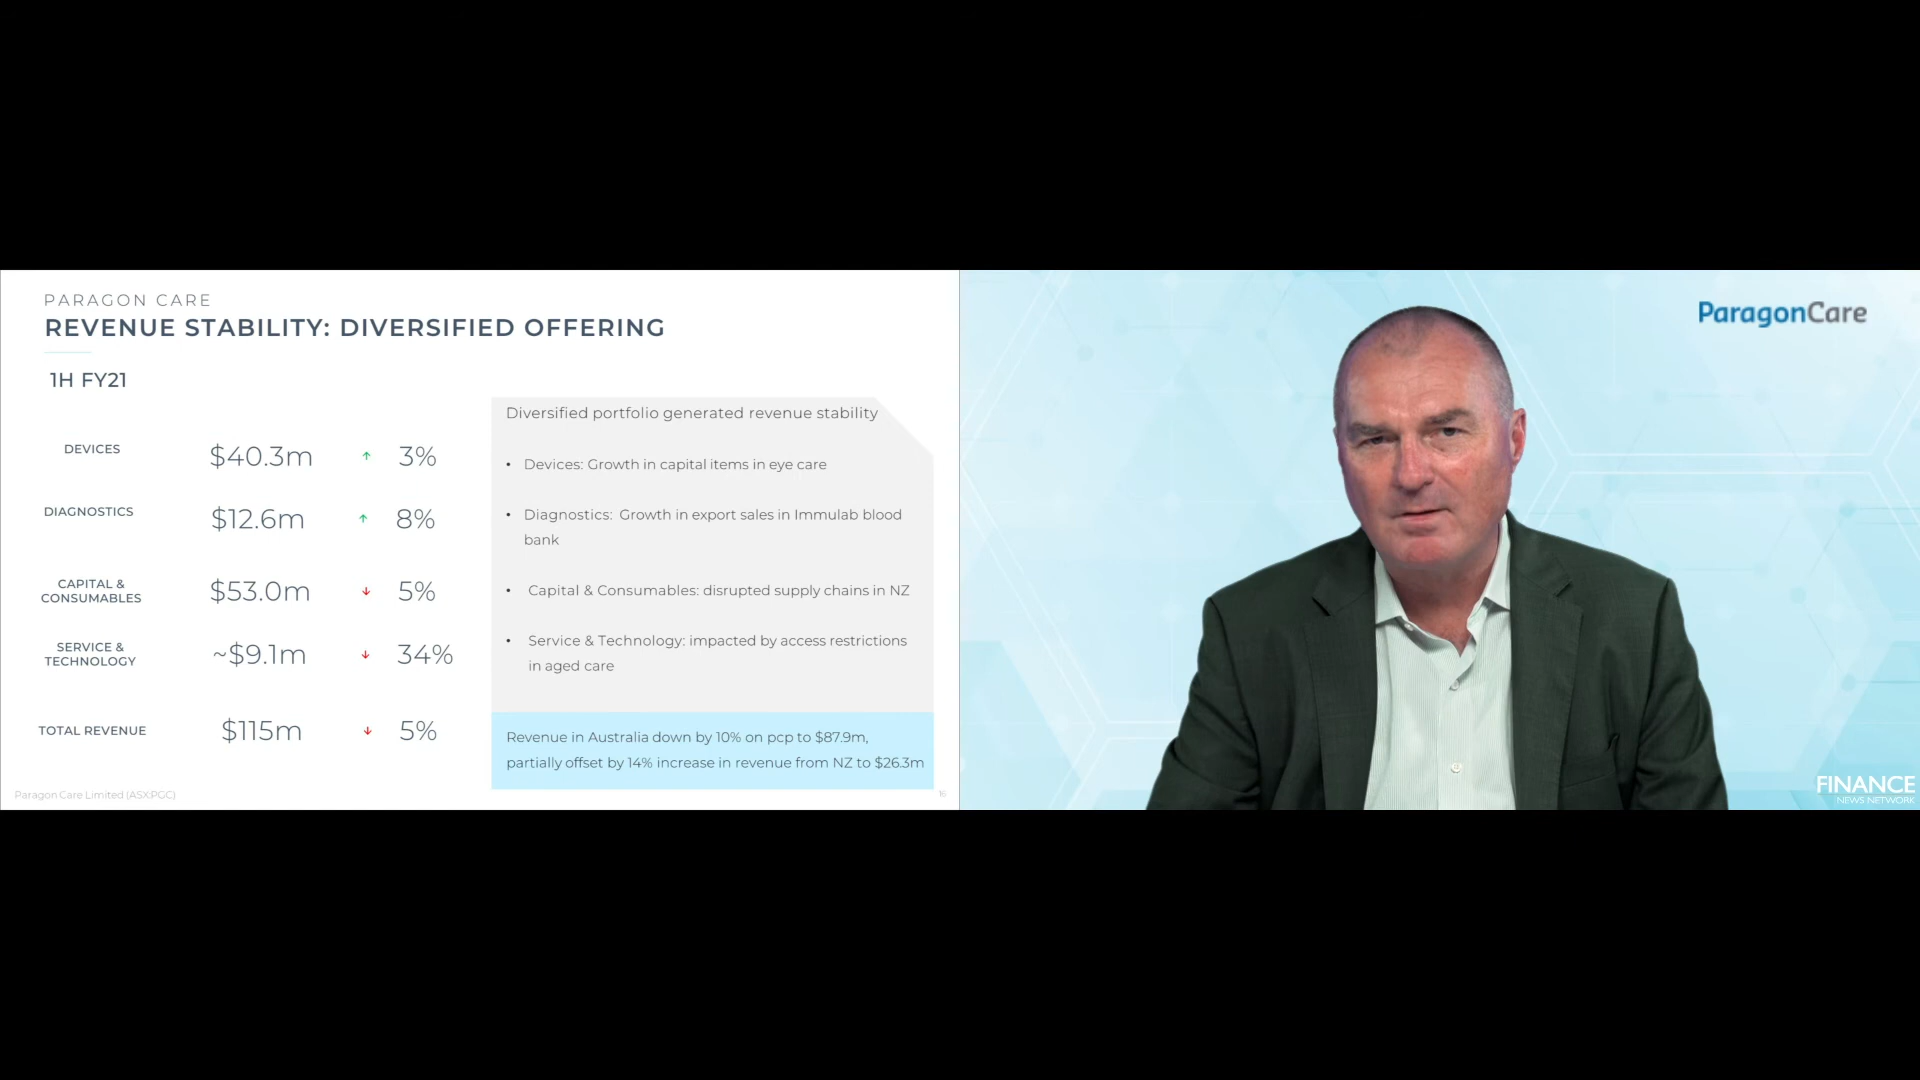 PARAGON CARE
REVENUE STABILITY: DIVERSIFIED OFFERING
1H FY21
DEVICES
$40.3m
↑
3%
DIAGNOSTICS
$12.6m
↑
8%
CAPITAL &
CONSUMABLES
$53.0m
↓
5%
SERVICE &
TECHNOLOGY
~$9.1m
↓
34%
TOTAL REVENUE
$115m
↓
5%
Diversified portfolio generated revenue stability
• Devices: Growth in capital items in eye care
• Diagnostics: Growth in export sales in Immulab blood
bank
• Capital & Consumables: disrupted supply chains in NZ
• Service & Technology: impacted by access restrictions
in aged care
Revenue in Australia down by 10% on pcp to $87.9m,
partially offset by 14% increase in revenue from NZ to $26.3m
Paragon Care Limited (ASX:PGC)
16
ParagonCare
FINANCE
NEWS NETWORK